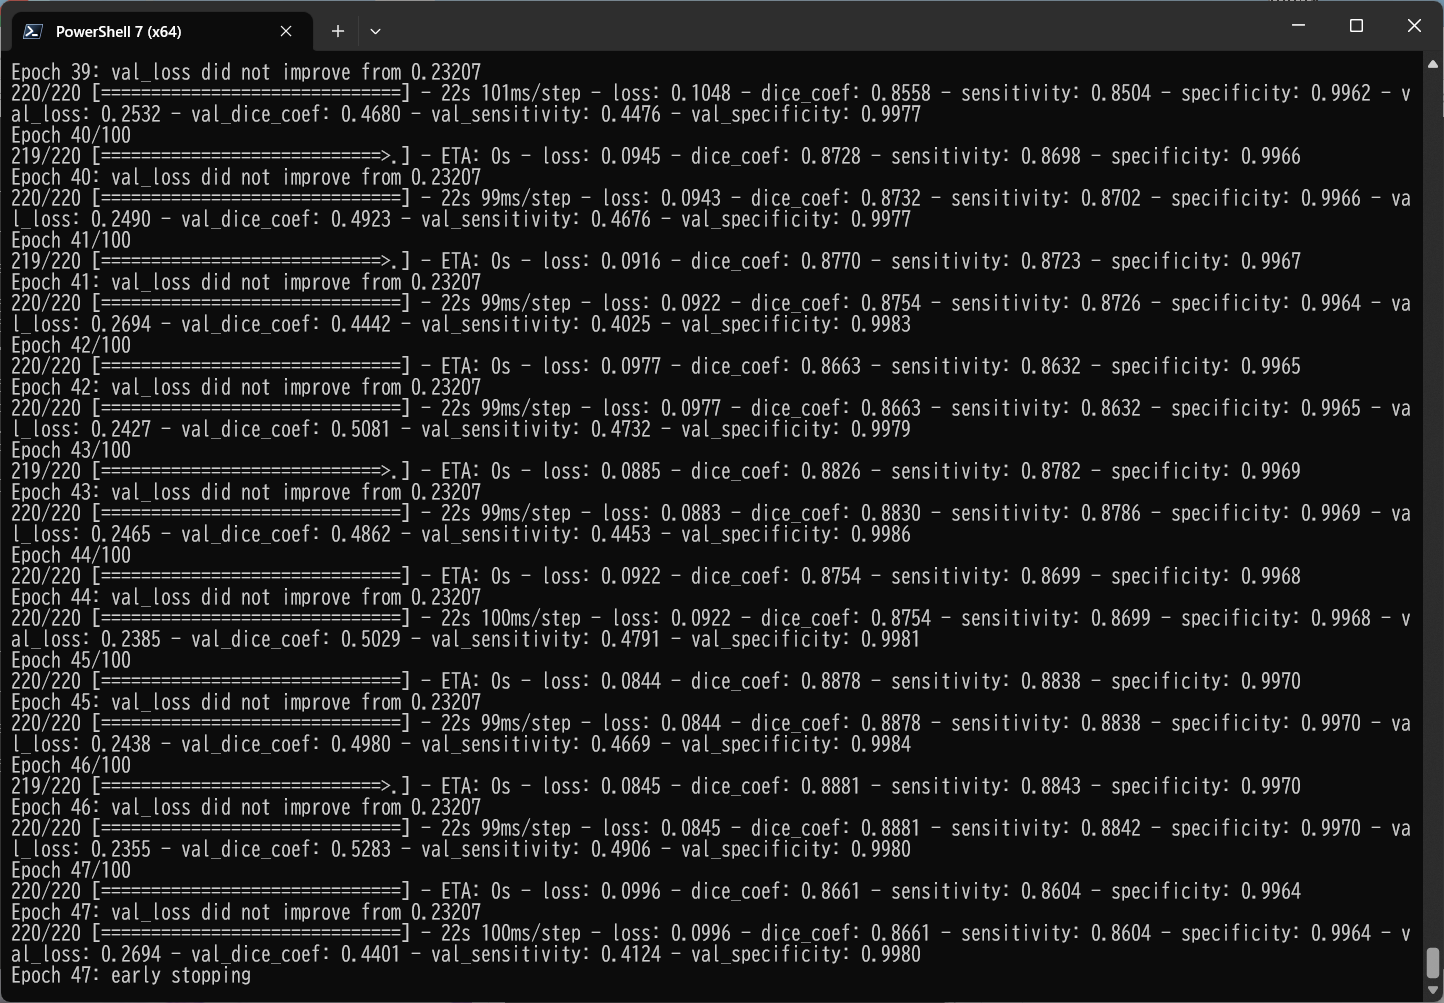 PowerShell 7 (x64)
Epoch 39: val_loss did not improve from 0.23207
220/220 [==============================] - 22s 101ms/step - loss: 0.1048 - dice_coef: 0.8558 - sensitivity: 0.8504 - specificity: 0.9962 - v
al_loss: 0.2532 - val_dice_coef: 0.4680 - val_sensitivity: 0.4476 - val_specificity: 0.9977
Epoch 40/100
219/220 [============================>.] - ETA: 0s - loss: 0.0945 - dice_coef: 0.8728 - sensitivity: 0.8698 - specificity: 0.9966
Epoch 40: val_loss did not improve from 0.23207
220/220 [==============================] - 22s 99ms/step - loss: 0.0943 - dice_coef: 0.8732 - sensitivity: 0.8702 - specificity: 0.9966 - va
l_loss: 0.2490 - val_dice_coef: 0.4923 - val_sensitivity: 0.4676 - val_specificity: 0.9977
Epoch 41/100
219/220 [============================>.] - ETA: 0s - loss: 0.0916 - dice_coef: 0.8770 - sensitivity: 0.8723 - specificity: 0.9967
Epoch 41: val_loss did not improve from 0.23207
220/220 [==============================] - 22s 99ms/step - loss: 0.0922 - dice_coef: 0.8754 - sensitivity: 0.8726 - specificity: 0.9964 - va
l_loss: 0.2694 - val_dice_coef: 0.4442 - val_sensitivity: 0.4025 - val_specificity: 0.9983
Epoch 42/100
220/220 [==============================] - ETA: 0s - loss: 0.0977 - dice_coef: 0.8663 - sensitivity: 0.8632 - specificity: 0.9965
Epoch 42: val_loss did not improve from 0.23207
220/220 [==============================] - 22s 99ms/step - loss: 0.0977 - dice_coef: 0.8663 - sensitivity: 0.8632 - specificity: 0.9965 - va
l_loss: 0.2427 - val_dice_coef: 0.5081 - val_sensitivity: 0.4732 - val_specificity: 0.9979
Epoch 43/100
219/220 [============================>.] - ETA: 0s - loss: 0.0885 - dice_coef: 0.8826 - sensitivity: 0.8782 - specificity: 0.9969
Epoch 43: val_loss did not improve from 0.23207
220/220 [==============================] - 22s 99ms/step - loss: 0.0883 - dice_coef: 0.8830 - sensitivity: 0.8786 - specificity: 0.9969 - va
l_loss: 0.2465 - val_dice_coef: 0.4862 - val_sensitivity: 0.4453 - val_specificity: 0.9986
Epoch 44/100
220/220 [==============================] - ETA: 0s - loss: 0.0922 - dice_coef: 0.8754 - sensitivity: 0.8699 - specificity: 0.9968
Epoch 44: val_loss did not improve from 0.23207
220/220 [==============================] - 22s 100ms/step - loss: 0.0922 - dice_coef: 0.8754 - sensitivity: 0.8699 - specificity: 0.9968 - v
al_loss: 0.2385 - val_dice_coef: 0.5029 - val_sensitivity: 0.4791 - val_specificity: 0.9981
Epoch 45/100
220/220 [==============================] - ETA: 0s - loss: 0.0844 - dice_coef: 0.8878 - sensitivity: 0.8838 - specificity: 0.9970
Epoch 45: val_loss did not improve from 0.23207
220/220 [==============================] - 22s 99ms/step - loss: 0.0844 - dice_coef: 0.8878 - sensitivity: 0.8838 - specificity: 0.9970 - va
l_loss: 0.2438 - val_dice_coef: 0.4980 - val_sensitivity: 0.4669 - val_specificity: 0.9984
Epoch 46/100
219/220 [============================>.] - ETA: 0s - loss: 0.0845 - dice_coef: 0.8881 - sensitivity: 0.8843 - specificity: 0.9970
Epoch 46: val_loss did not improve from 0.23207
220/220 [==============================] - 22s 99ms/step - loss: 0.0845 - dice_coef: 0.8881 - sensitivity: 0.8842 - specificity: 0.9970 - va
l_loss: 0.2355 - val_dice_coef: 0.5283 - val_sensitivity: 0.4906 - val_specificity: 0.9980
Epoch 47/100
220/220 [==============================] - ETA: 0s - loss: 0.0996 - dice_coef: 0.8661 - sensitivity: 0.8604 - specificity: 0.9964
Epoch 47: val_loss did not improve from 0.23207
220/220 [==============================] - 22s 100ms/step - loss: 0.0996 - dice_coef: 0.8661 - sensitivity: 0.8604 - specificity: 0.9964 - v
al_loss: 0.2694 - val_dice_coef: 0.4401 - val_sensitivity: 0.4124 - val_specificity: 0.9980
Epoch 47: early stopping